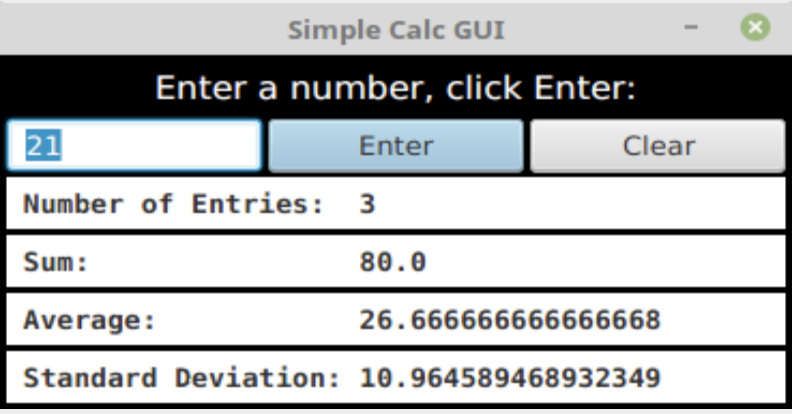 Simple Calc GUI
Enter a number, click Enter:
21 Enter Clear
Number of Entries: 3
Sum: 80.0
Average: 26.666666666666668
Standard Deviation: 10.964589468932349